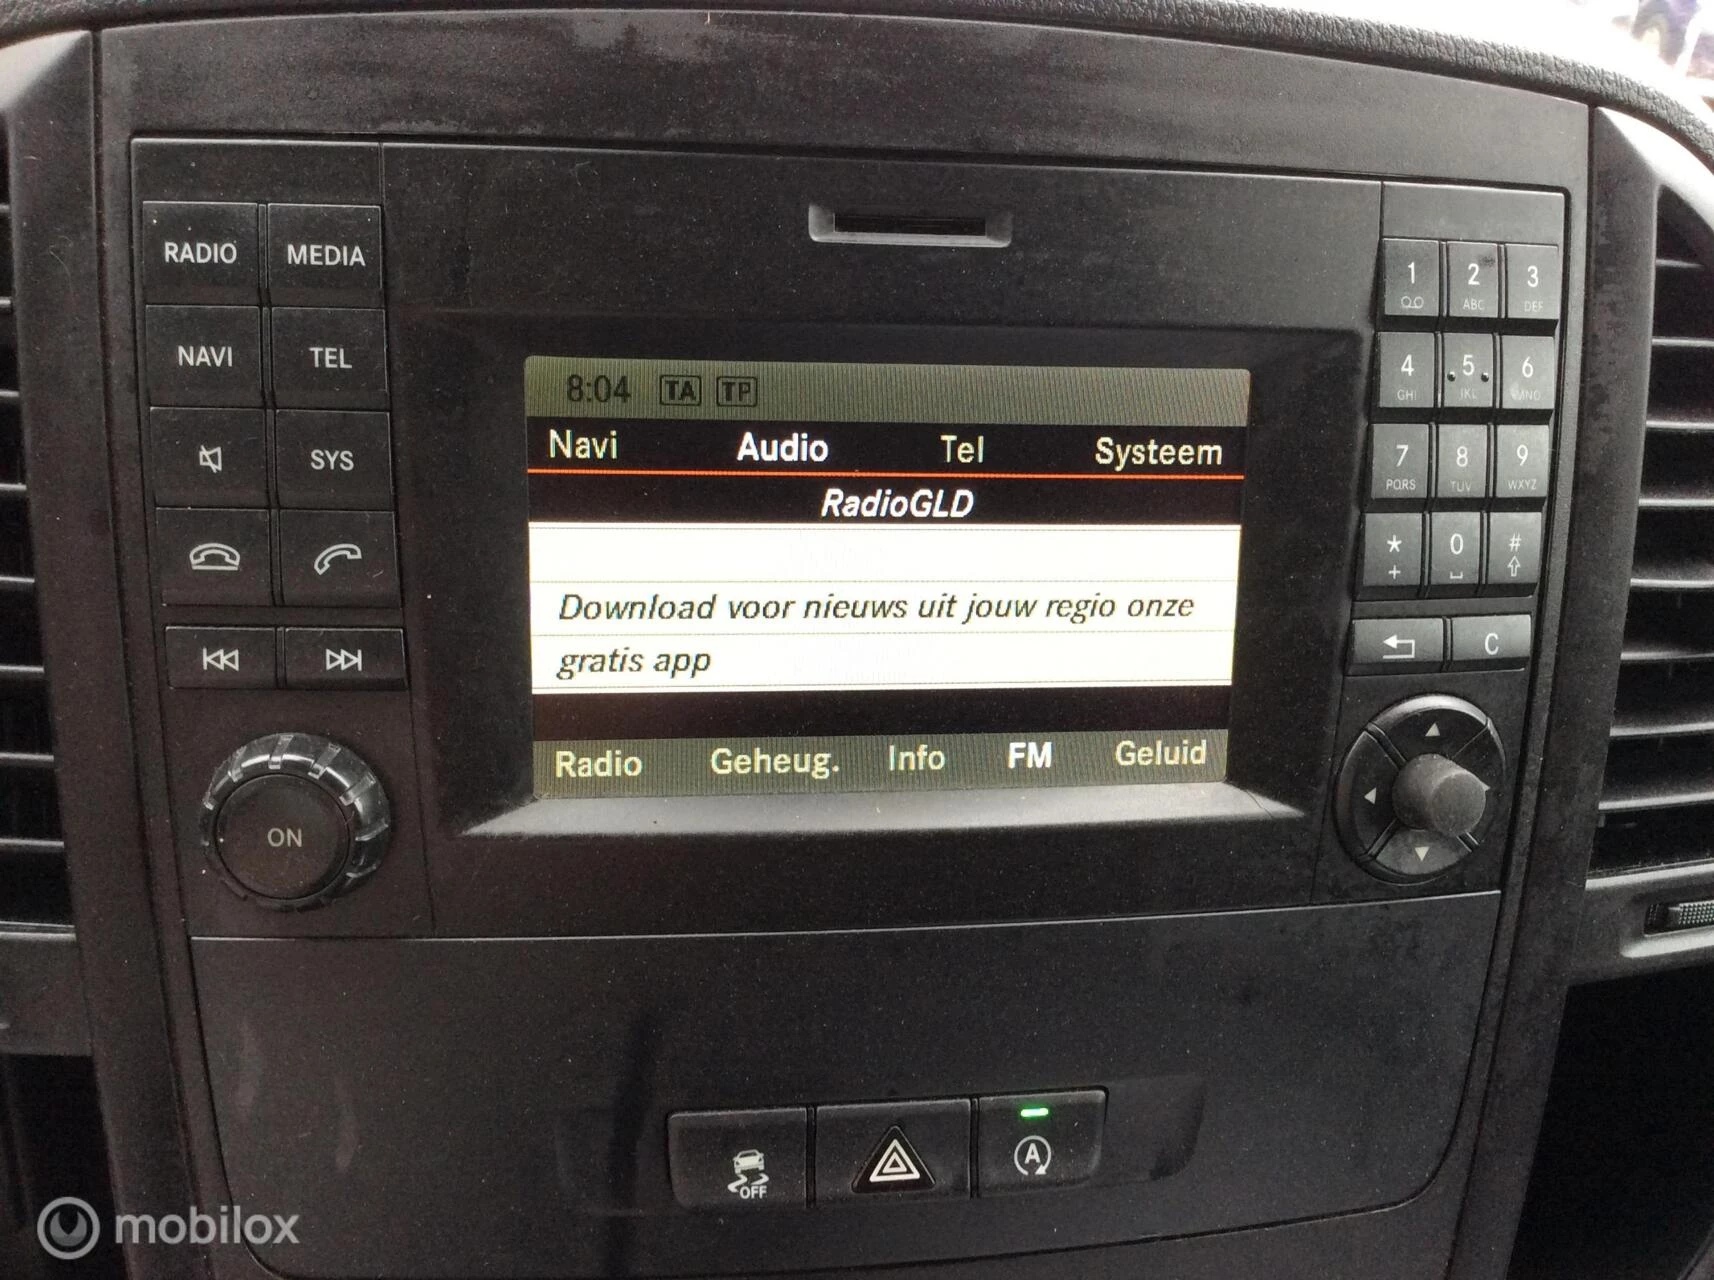 RADIO MEDIA
NAVI TEL
SYS
ON
8:04 TA TP
Navi Audio Tel Systeem
RadioGLD
Download voor nieuws uit jouw regio onze
gratis app
Radio Geheug. Info FM Geluid
1 2 3
ABC DEF
4 5 6
GHI JKL MNO
7 8 9
PQRS TUV WXYZ
* 0 #
+
C
OFF
A
mobilox